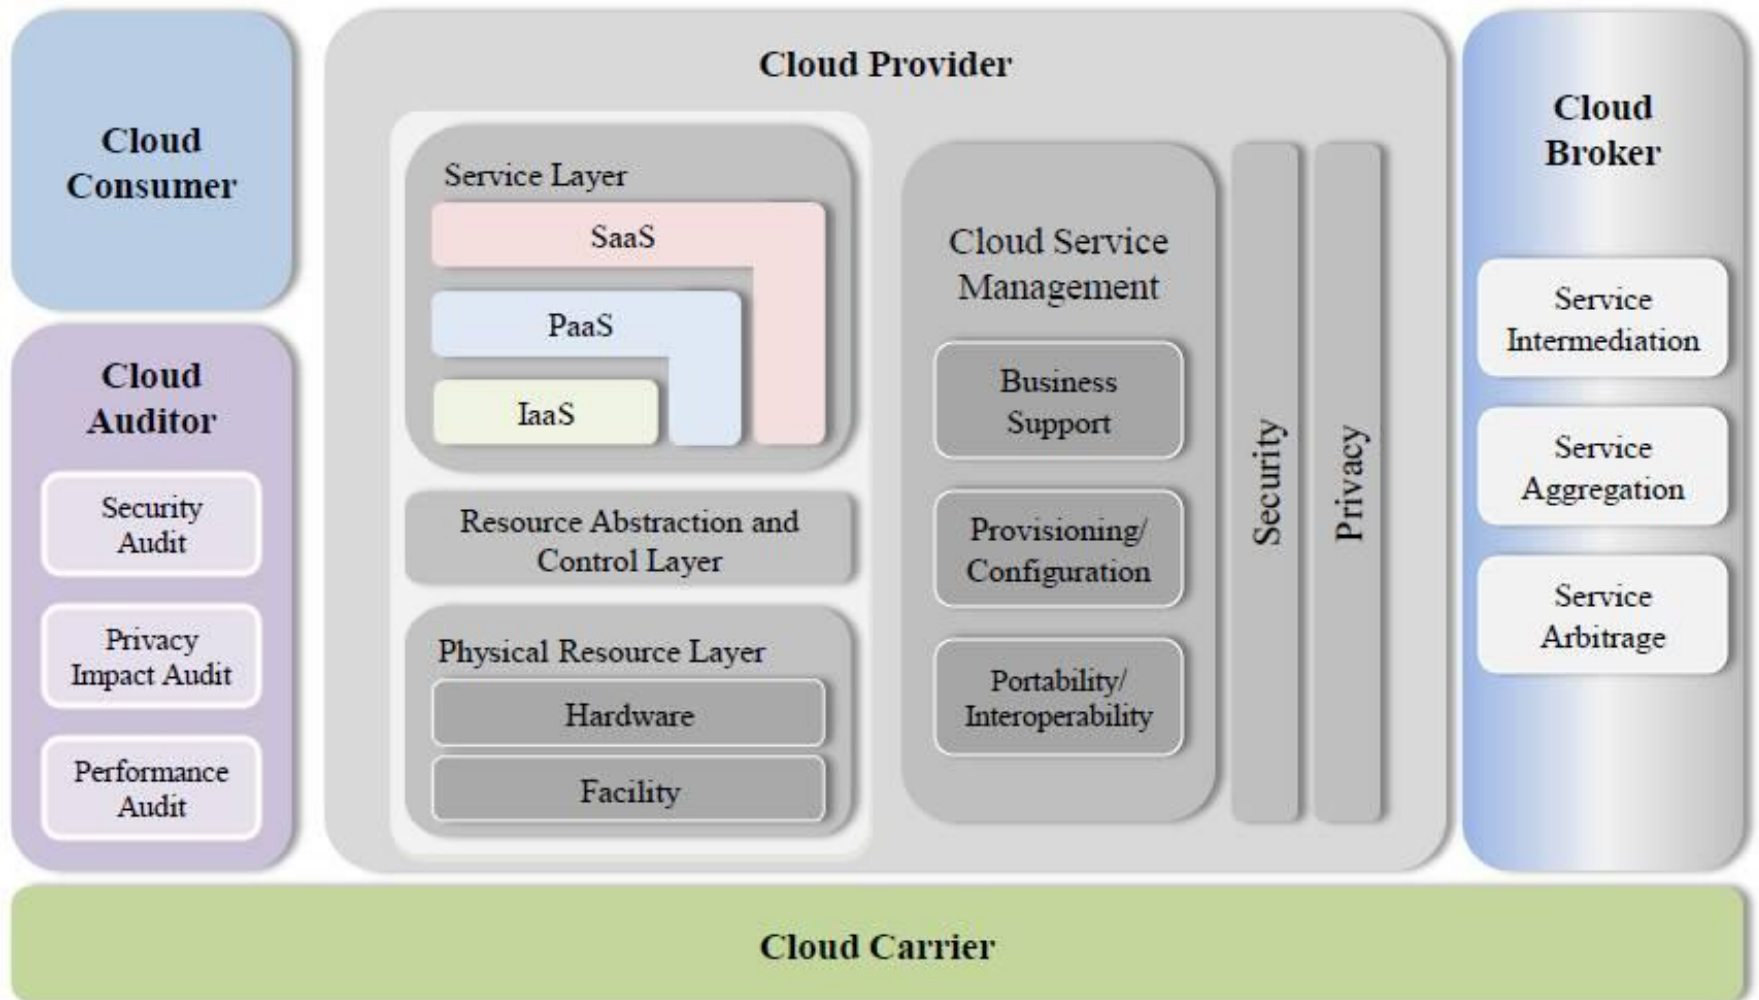 Cloud
Consumer
Cloud
Auditor
Security
Audit
Privacy
Impact Audit
Performance
Audit
Cloud Provider
Service Layer
SaaS
PaaS
IaaS
Resource Abstraction and
Control Layer
Physical Resource Layer
Hardware
Facility
Cloud Service
Management
Business
Support
Provisioning/
Configuration
Portability/
Interoperability
Security
Privacy
Cloud
Broker
Service
Intermediation
Service
Aggregation
Service
Arbitrage
Cloud Carrier